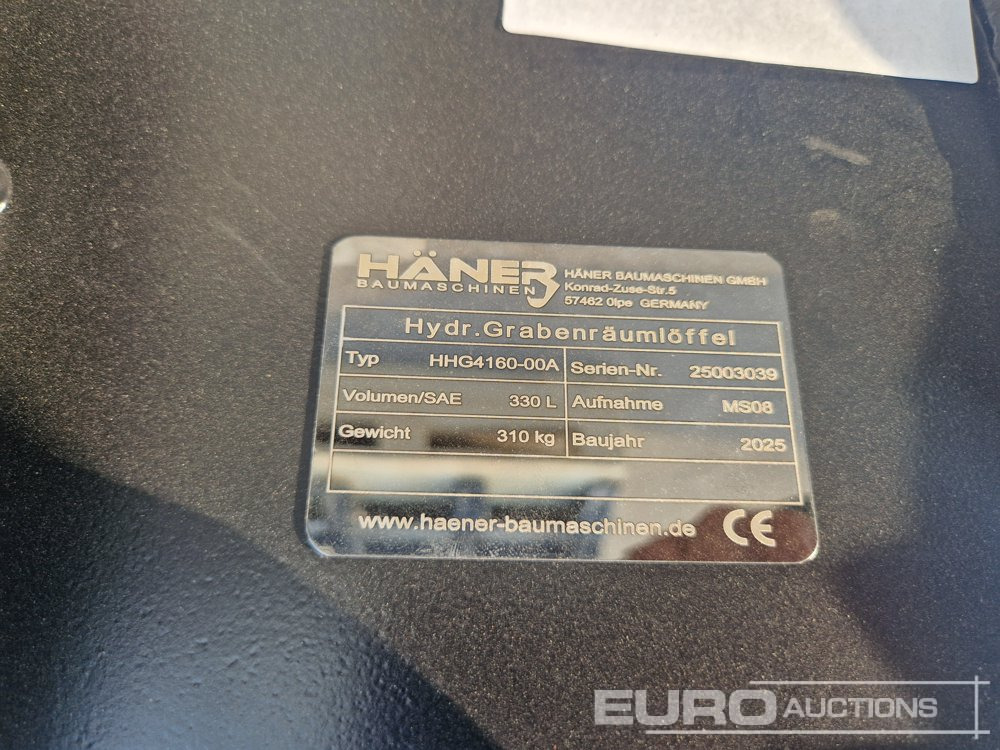 HÄNER
BAUMASCHINEN
HÄNER BAUMASCHINEN GMBH
Konrad-Zuse-Str.5
57462 Olpe GERMANY
Hydr.Grabenräumlöffel
Typ HHG4160-00A Serien-Nr. 25003039
Volumen/SAE 330 L Aufnahme MS08
Gewicht 310 kg Baujahr 2025
www.haener-baumaschinen.de CE
EURO AUCTIONS